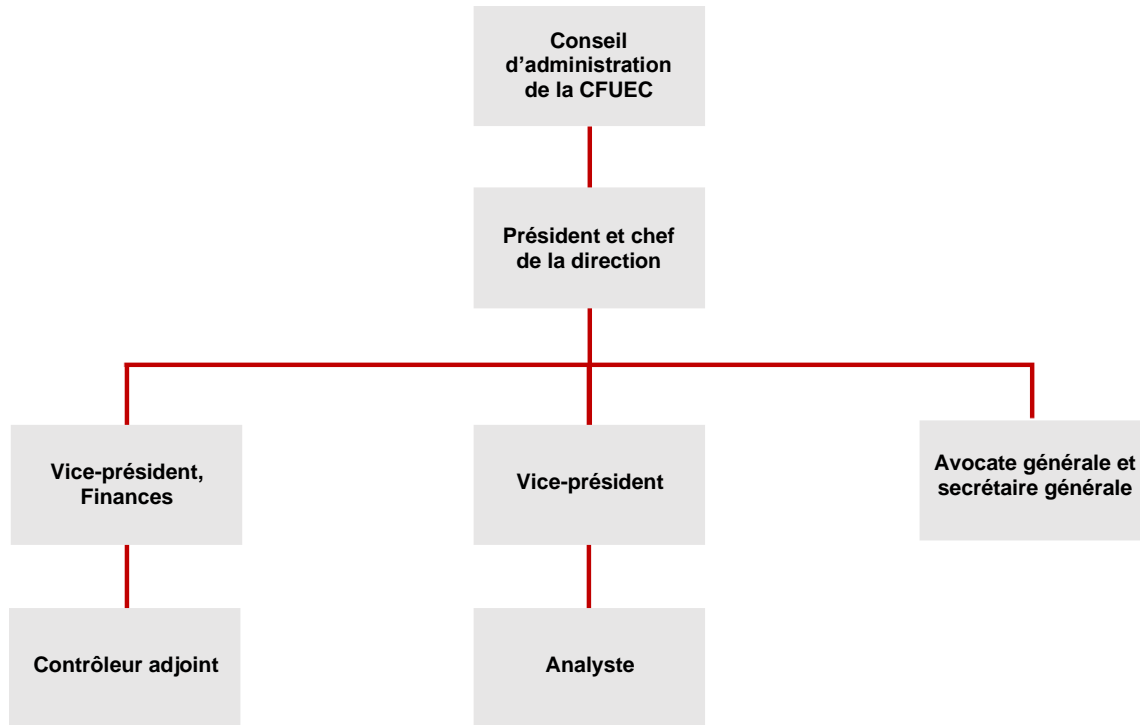 Conseil
d’administration
de la CFUEC
Président et chef
de la direction
Vice-président,
Finances
Vice-président
Avocate générale et
secrétaire générale
Contrôleur adjoint
Analyste